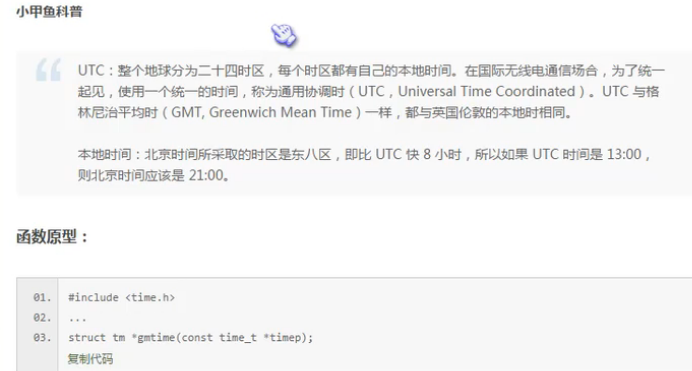 小甲鱼科普
UTC：整个地球分为二十四时区，每个时区都有自己的本地时间。在国际无线电通信场合，为了统一
起见，使用一个统一的时间，称为通用协调时（UTC，Universal Time Coordinated）。UTC 与格
林尼治平均时（GMT, Greenwich Mean Time）一样，都与英国伦敦的本地时相同。
本地时间：北京时间所采取的时区是东八区，即比 UTC 快 8 小时，所以如果 UTC 时间是 13:00，
则北京时间应该是 21:00。
函数原型：
01. #include <time.h>
02. ...
03. struct tm *gmtime(const time_t *timep);
复制代码